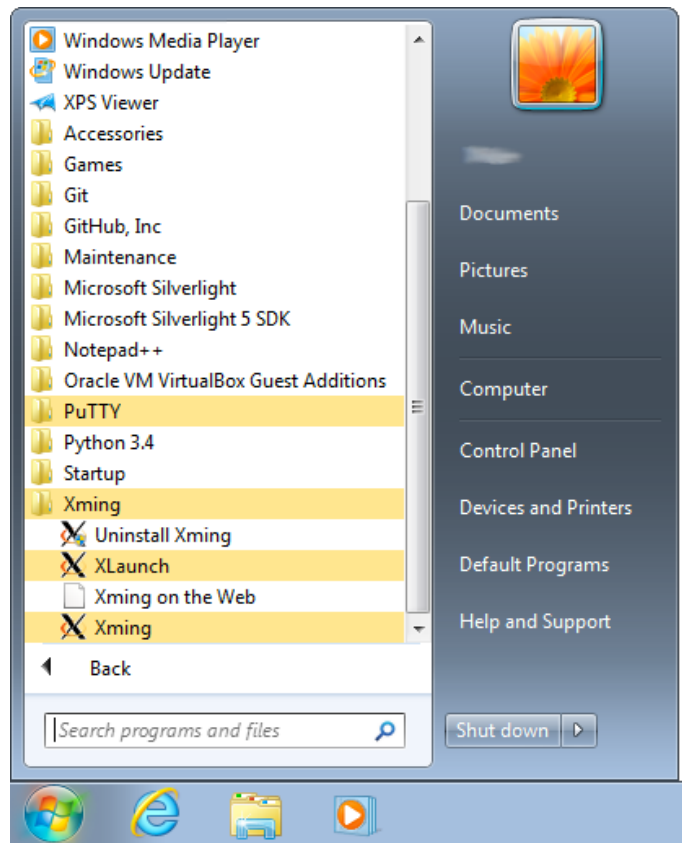 Windows Media Player
Windows Update
XPS Viewer
Accessories
Games
Git
GitHub, Inc
Maintenance
Microsoft Silverlight
Microsoft Silverlight 5 SDK
Notepad++
Oracle VM VirtualBox Guest Additions
PuTTY
Python 3.4
Startup
Xming
Uninstall Xming
XLaunch
Xming on the Web
Xming
Back
Search programs and files
Documents
Pictures
Music
Computer
Control Panel
Devices and Printers
Default Programs
Help and Support
Shut down